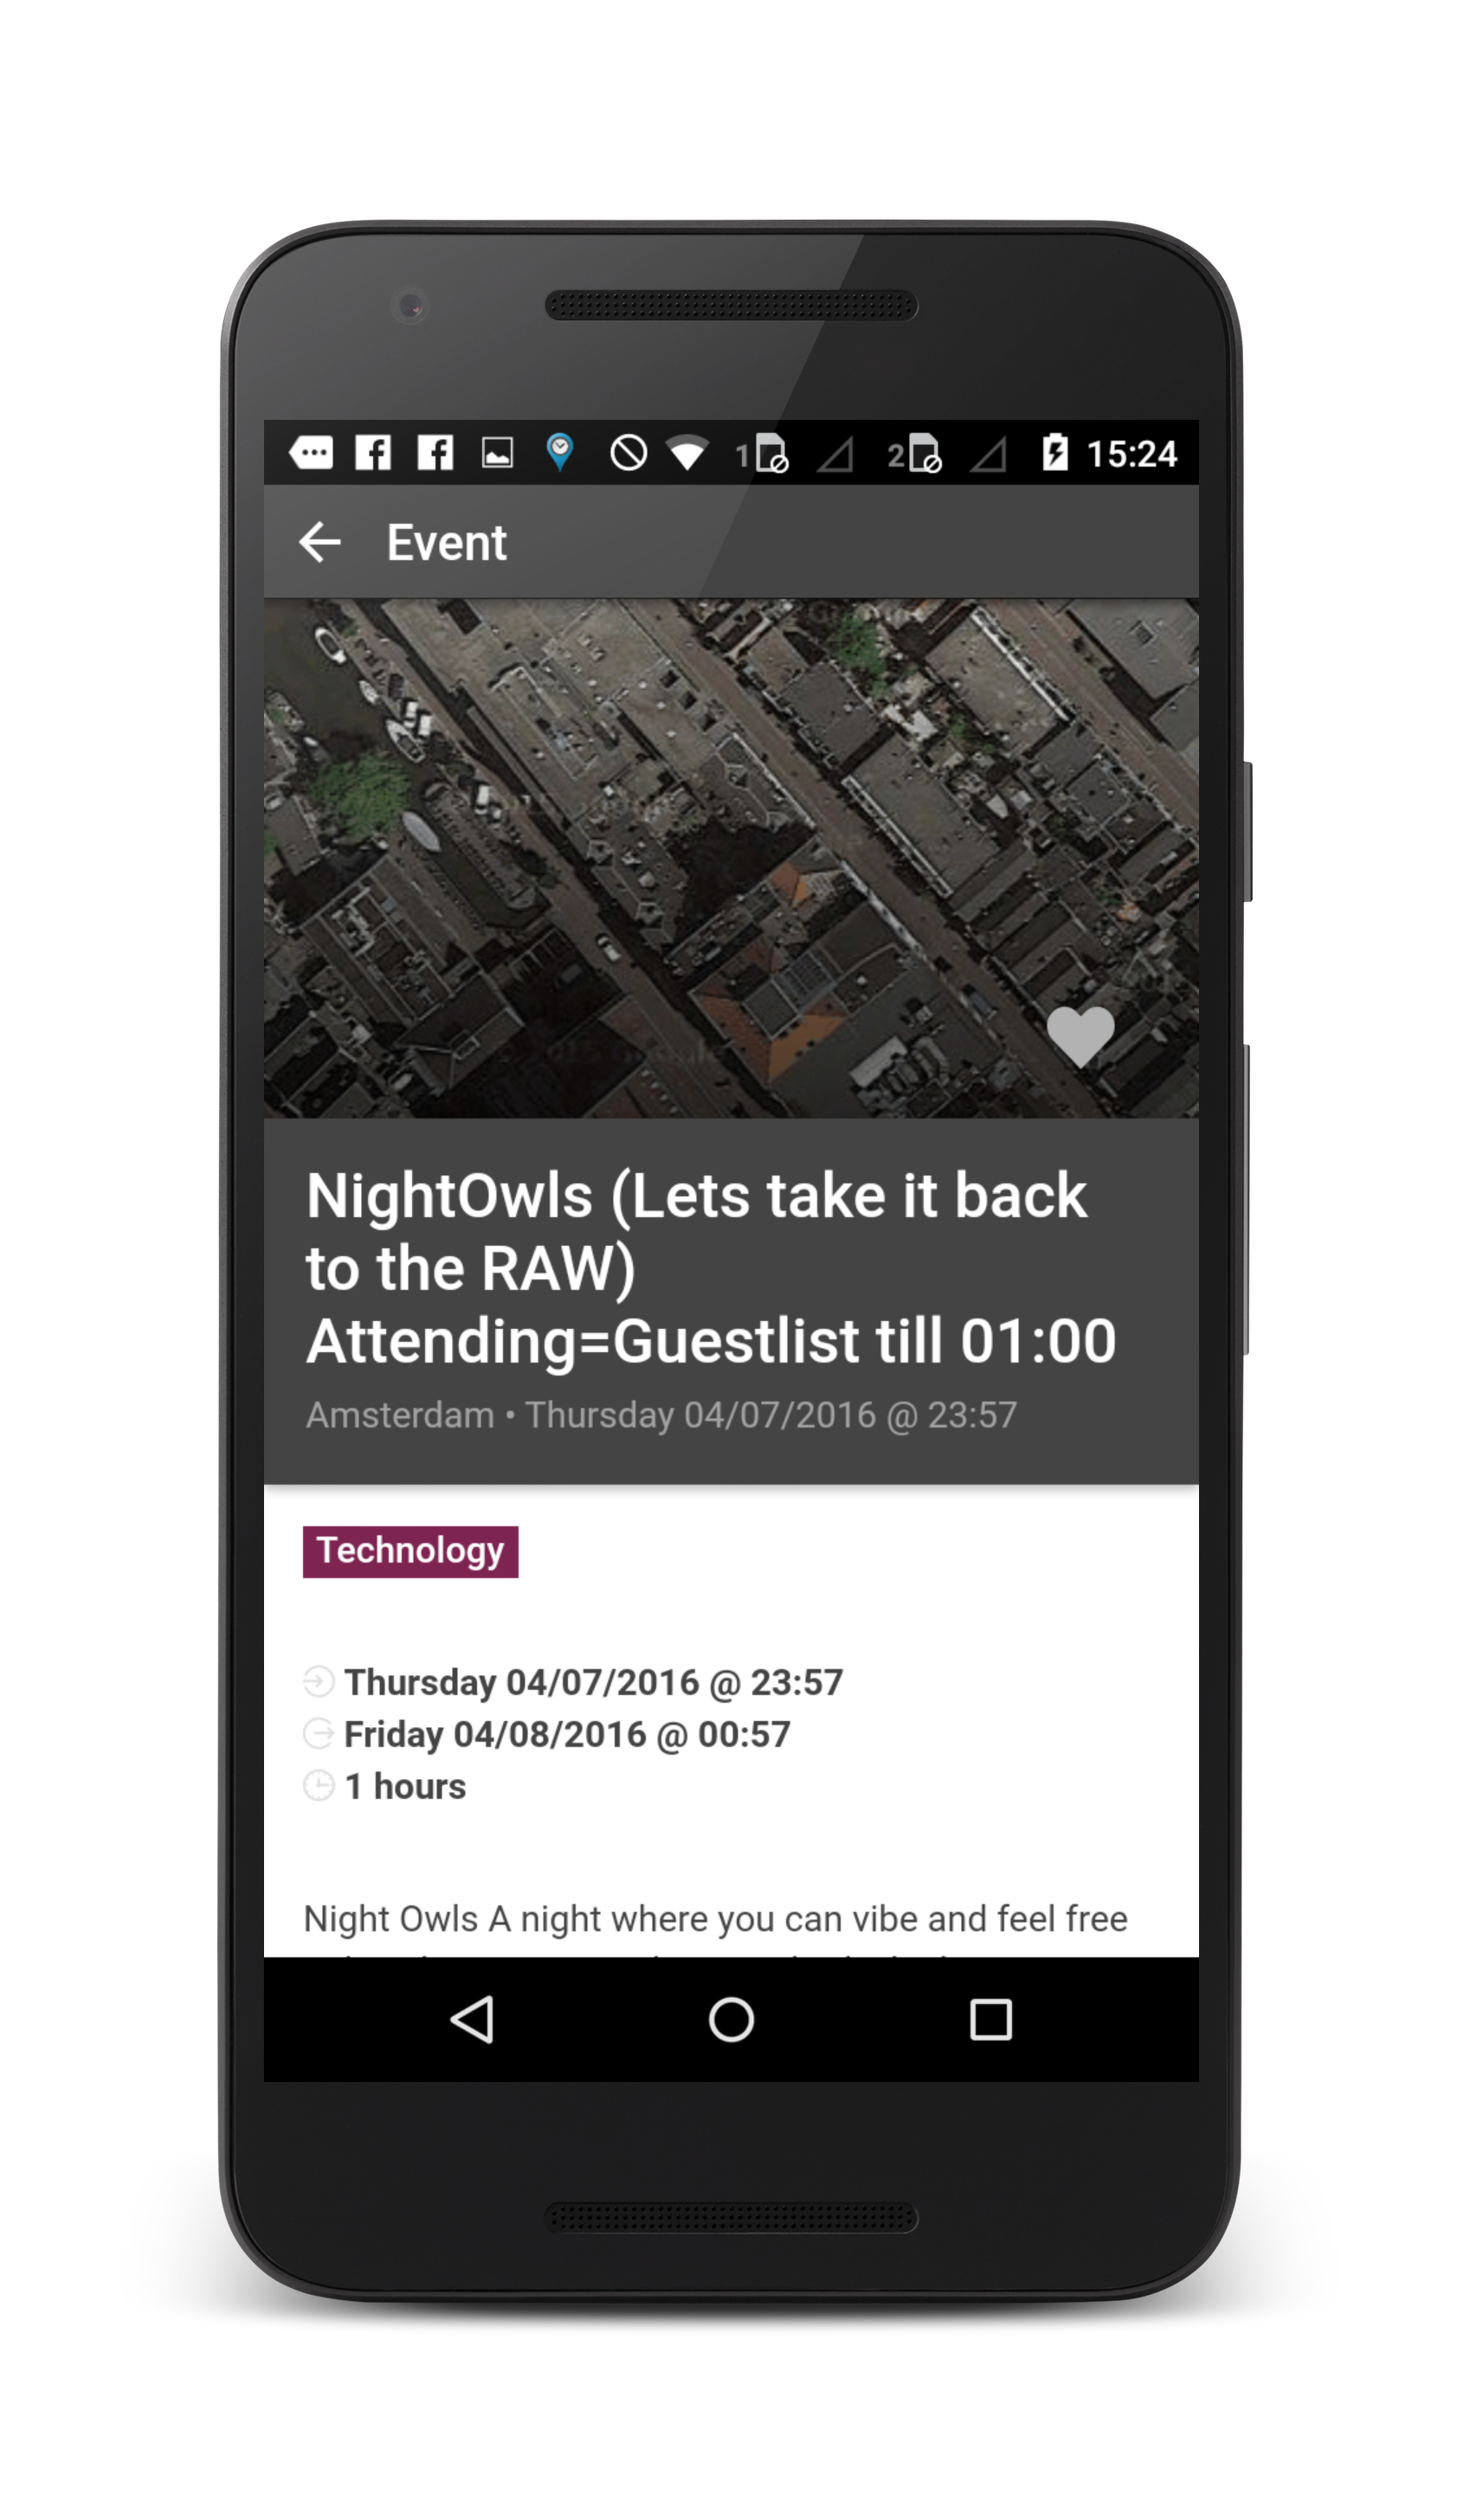 1 2 15:24
Event
NightOwls (Lets take it back
to the RAW)
Attending=Guestlist till 01:00
Amsterdam • Thursday 04/07/2016 @ 23:57
Technology
Thursday 04/07/2016 @ 23:57
Friday 04/08/2016 @ 00:57
1 hours
Night Owls A night where you can vibe and feel free